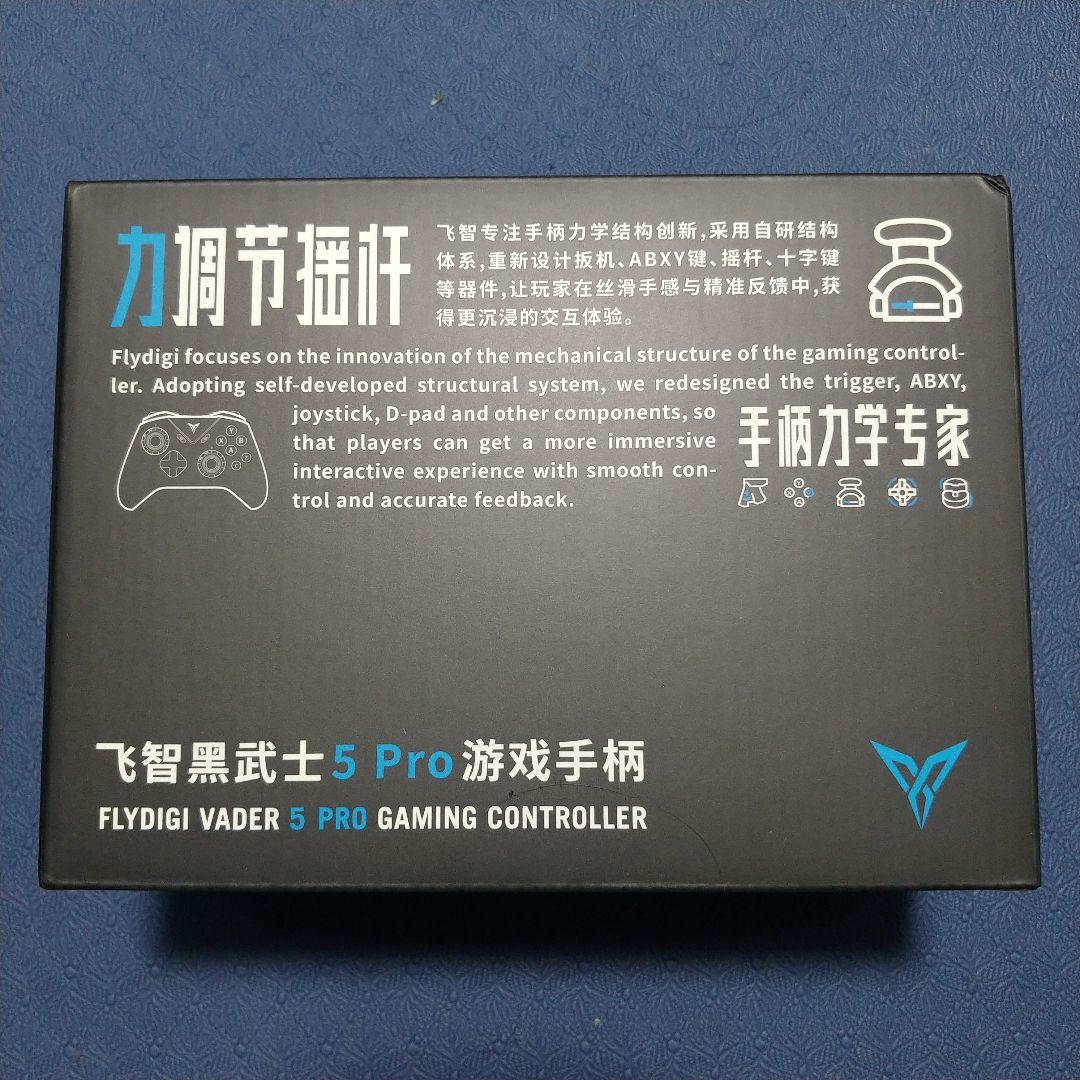 力调节摇杆
飞智专注手柄力学结构创新,采用自研结构
体系,重新设计扳机、ABXY键、摇杆、十字键
等器件,让玩家在丝滑手感与精准反馈中,获
得更沉浸的交互体验。
Flydigi focuses on the innovation of the mechanical structure of the gaming control-
ler. Adopting self-developed structural system, we redesigned the trigger, ABXY,
joystick, D-pad and other components, so
that players can get a more immersive
interactive experience with smooth con-
trol and accurate feedback.
手柄力学专家
飞智黑武士5 Pro游戏手柄
FLYDIGI VADER 5 PRO GAMING CONTROLLER